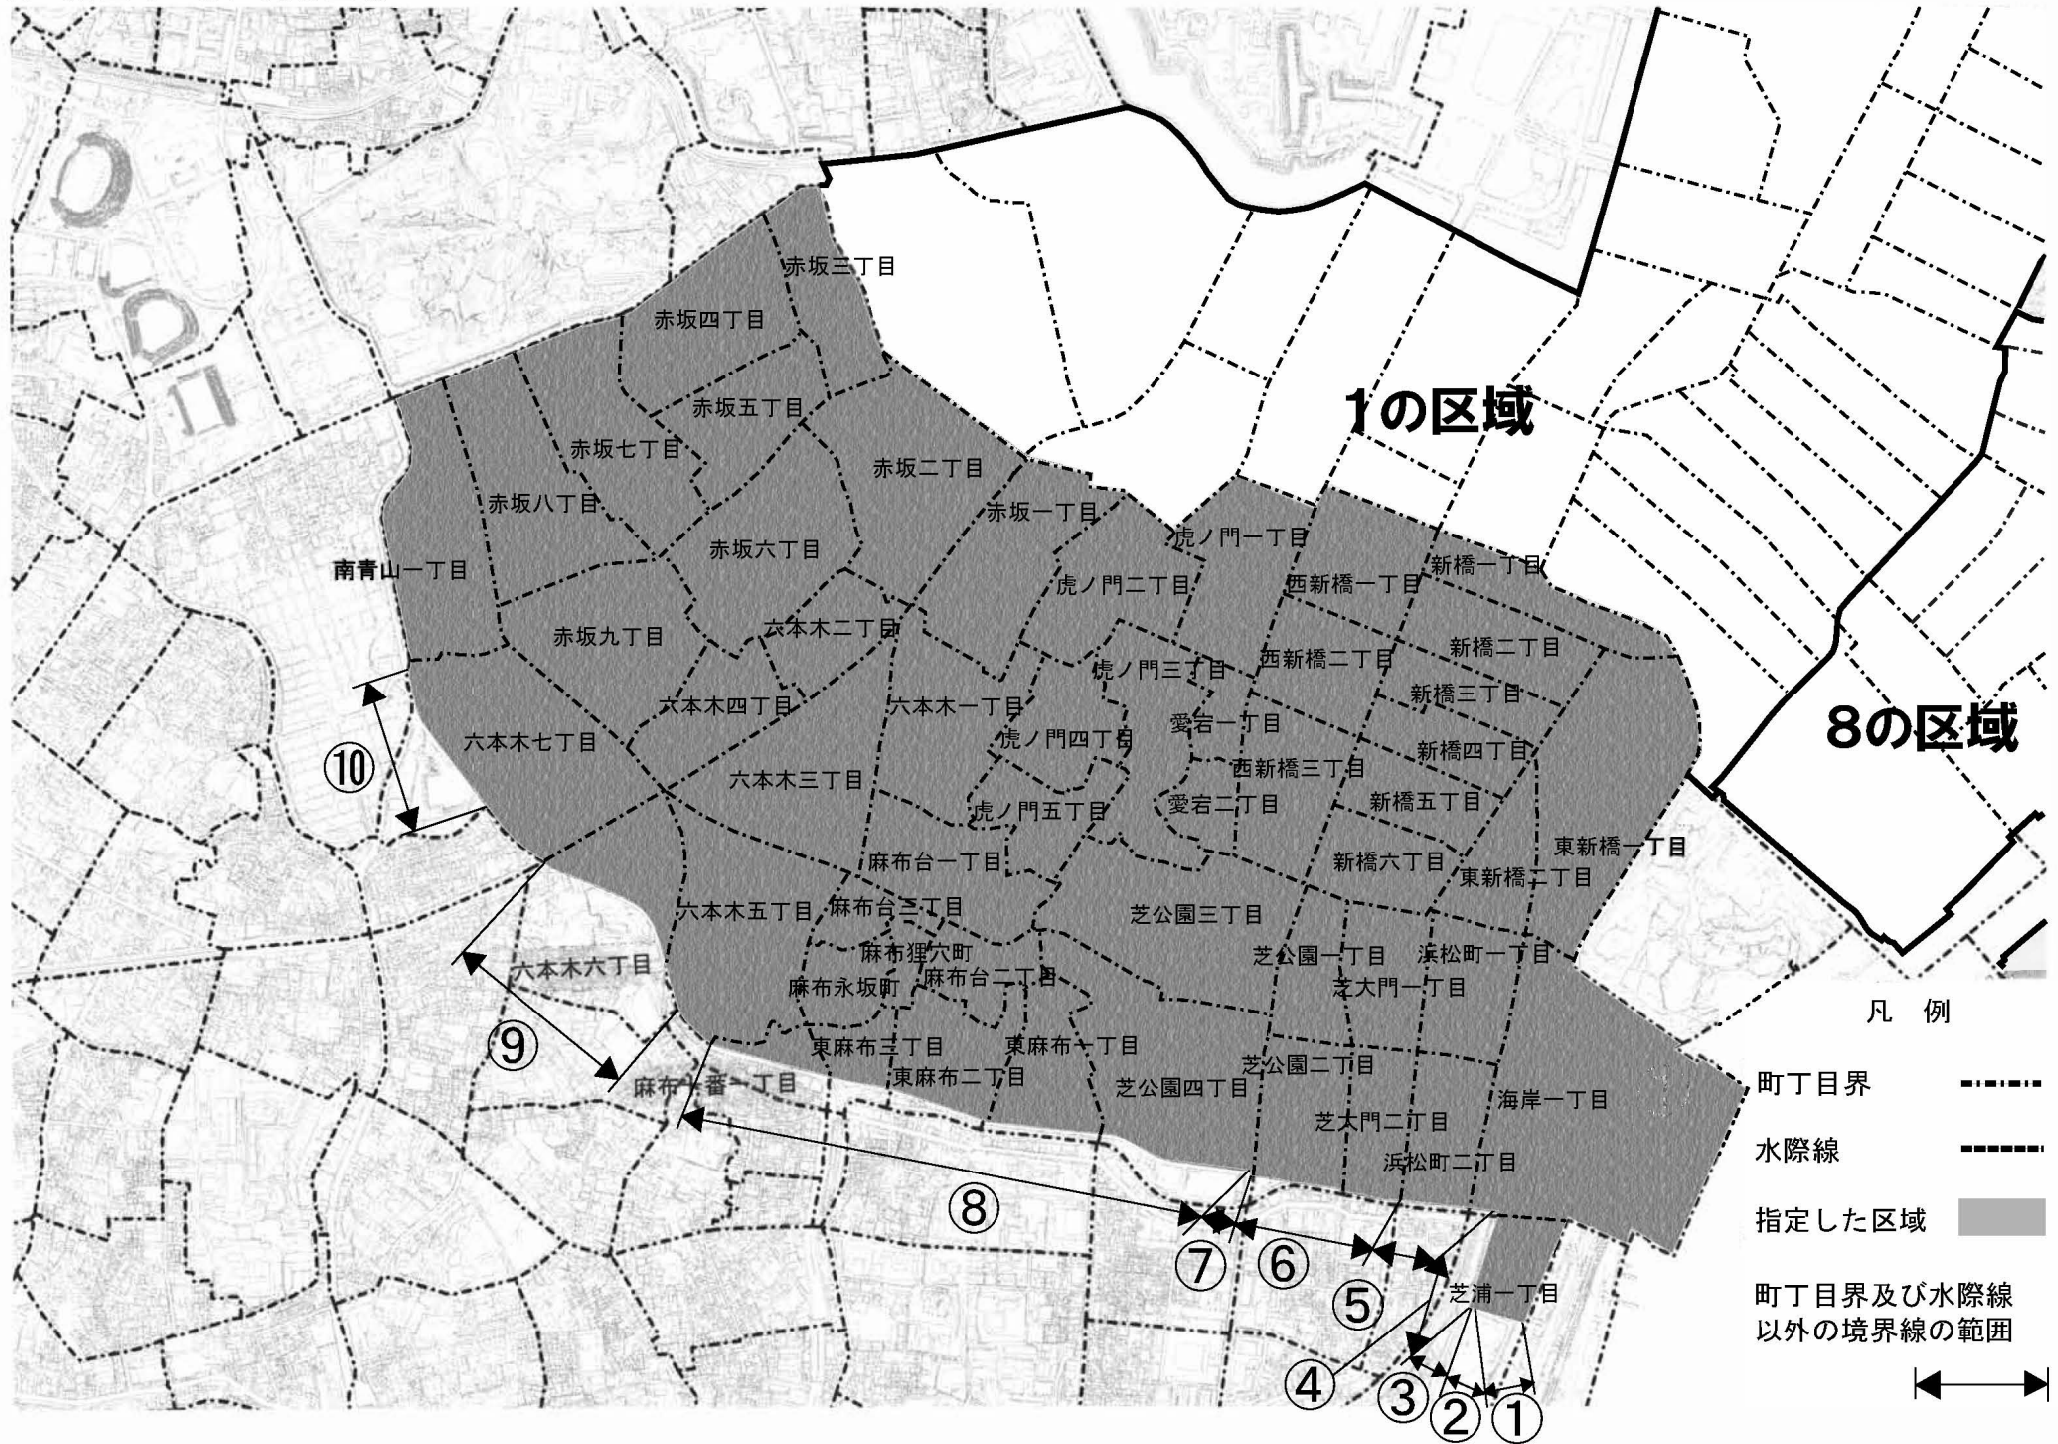 赤坂三丁目
赤坂四丁目
赤坂五丁目
1の区域
赤坂七丁目
赤坂二丁目
赤坂八丁目
赤坂一丁目
虎ノ門一丁目
赤坂六丁目
南青山一丁目
新橋一丁目
虎ノ門二丁目
西新橋一丁目
赤坂九丁目
六本木二丁目
新橋二丁目
西新橋二丁目
虎ノ門三丁目
新橋三丁目
六本木四丁目
六本木一丁目
愛宕一丁目
8の区域
六本木七丁目
虎ノ門四丁目
新橋四丁目
⑩
六本木三丁目
西新橋三丁目
愛宕二丁目
新橋五丁目
虎ノ門五丁目
東新橋一丁目
麻布台一丁目
新橋六丁目
東新橋二丁目
六本木五丁目
麻布台三丁目
芝公園三丁目
麻布狸穴町
芝公園一丁目
浜松町一丁目
六本木六丁目
麻布台二丁目
麻布永坂町
芝大門一丁目
凡 例
⑨
東麻布三丁目
東麻布一丁目
芝公園二丁目
東麻布二丁目
麻布十番一丁目
芝公園四丁目
海岸一丁目
町丁目界
芝大門二丁目
水際線
浜松町二丁目
⑧
指定した区域
⑦
⑥
⑤
芝浦一丁目
町丁目界及び水際線
以外の境界線の範囲
④
③
②
①